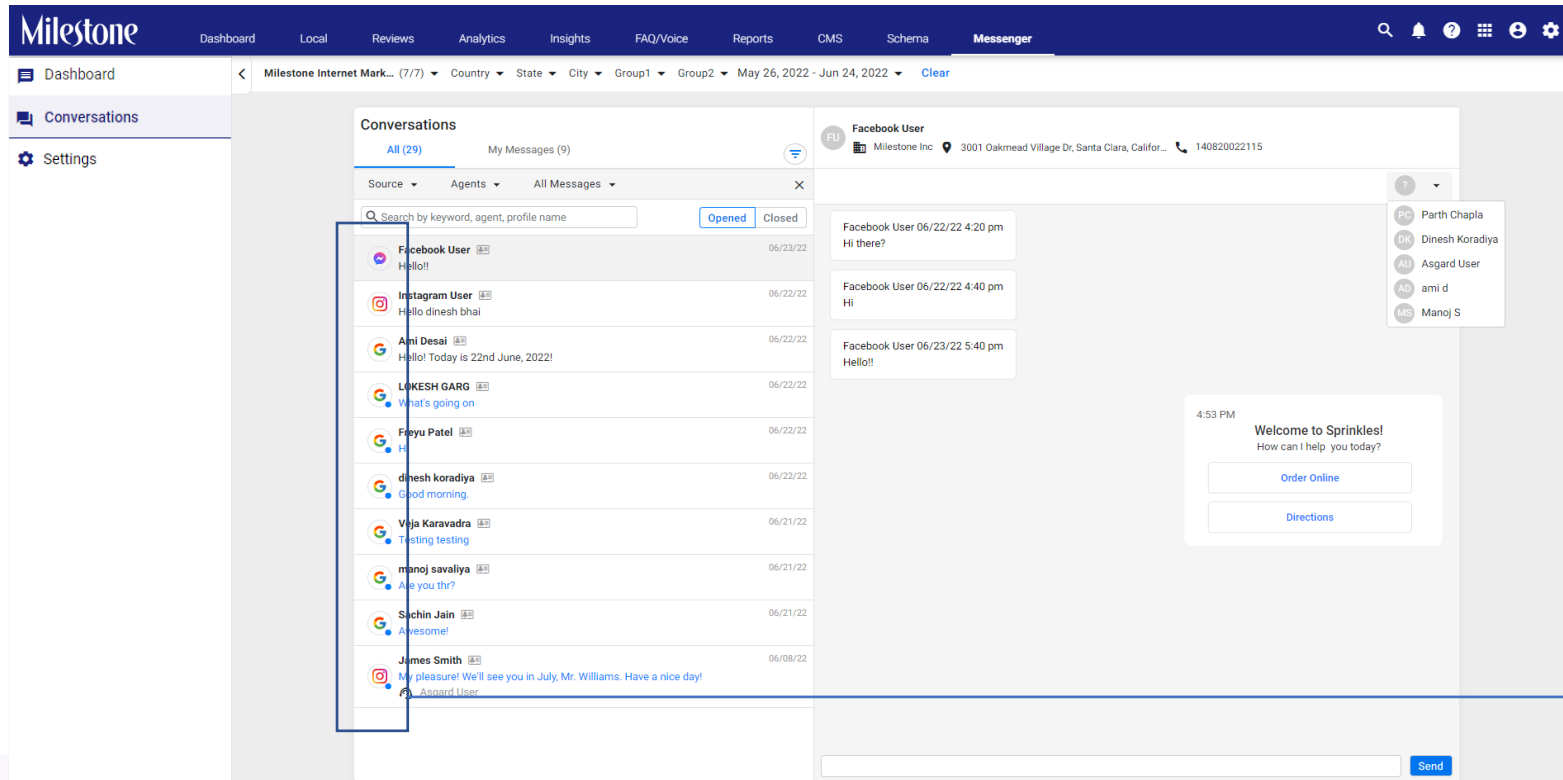 Milestone
Dashboard Local Reviews Analytics Insights FAQ/Voice Reports CMS Schema Messenger
Dashboard
Conversations
Settings
Milestone Internet Mark... (7/7) Country State City Group1 Group2 May 26, 2022 - Jun 24, 2022 Clear
Conversations
All (29) My Messages (9)
Source Agents All Messages
Search by keyword, agent, profile name Opened Closed
Facebook User 06/23/22
Hello!!
Instagram User 06/22/22
Hello dinesh bhai
Ami Desai 06/22/22
Hello! Today is 22nd June, 2022!
LOKESH GARG 06/22/22
What's going on
Freyu Patel 06/22/22
Hi
dinesh koradiya 06/22/22
Good morning.
Veja Karavadra 06/21/22
Testing testing
manoj savaliya 06/21/22
Are you thr?
Sachin Jain 06/21/22
Awesome!
James Smith 06/08/22
My pleasure! We'll see you in July, Mr. Williams. Have a nice day!
Asgard User
FU
Facebook User
Milestone Inc 3001 Oakmead Village Dr, Santa Clara, Califor... 140820022115
?
PC Parth Chapla
DK Dinesh Koradiya
AU Asgard User
AD ami d
MS Manoj S
Facebook User 06/22/22 4:20 pm
Hi there?
Facebook User 06/22/22 4:40 pm
Hi
Facebook User 06/23/22 5:40 pm
Hello!!
4:53 PM
Welcome to Sprinkles!
How can I help you today?
Order Online
Directions
Send